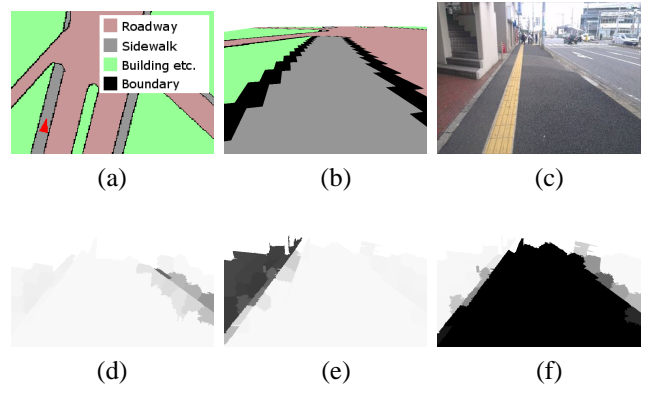 Roadway
Sidewalk
Building etc.
Boundary
(a)
(b)
(c)
(d)
(e)
(f)